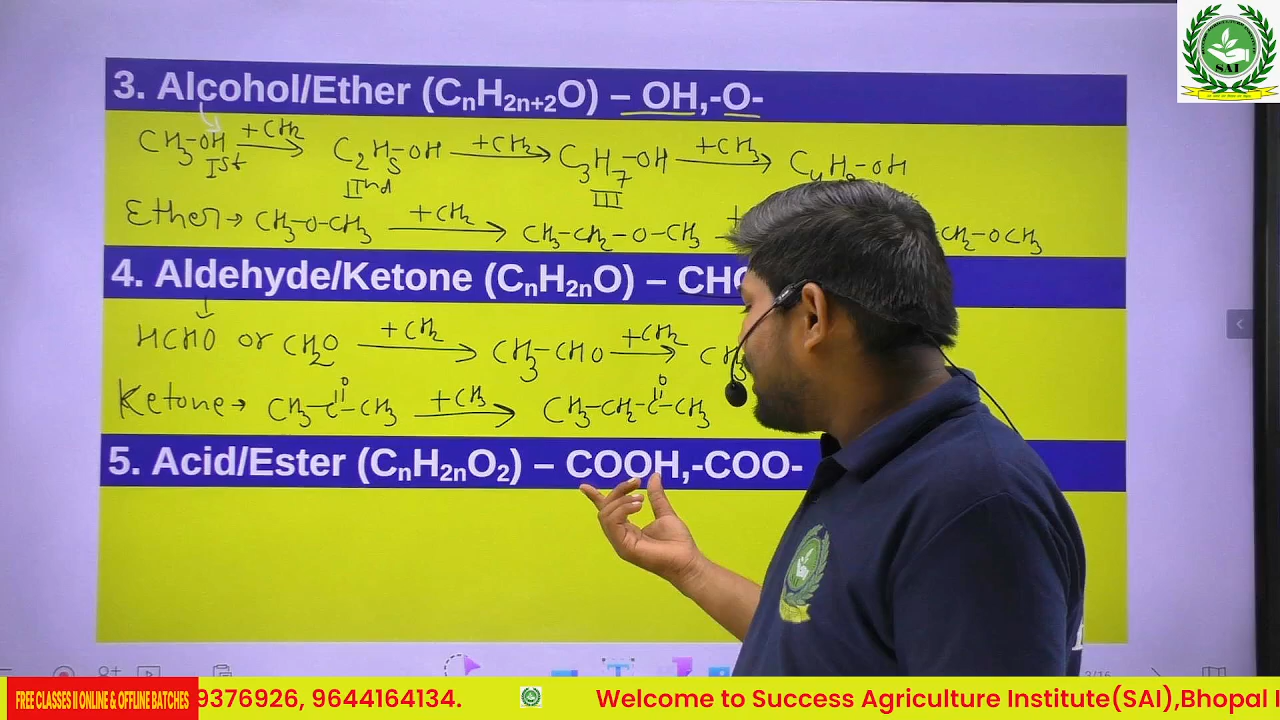 SAI
3. Alcohol/Ether (CₙH₂ₙ₊₂O) – OH,-O-
CH₃-OH +CH₂→ C₂H₅-OH +CH₂→ C₃H₇-OH +CH₃→ C₄H₉-OH
Ist IInd III
Ether → CH₃-O-CH₃ +CH₂→ CH₃-CH₂-O-CH₃ + CH₂-OCH₃
4. Aldehyde/Ketone (CₙH₂ₙO) – CHO
HCHO or CH₂O +CH₂→ CH₃-CHO +CH₂→ CH₃
O O
Ketone → CH₃-C-CH₃ +CH₃→ CH₃-CH₂-C-CH₃
5. Acid/Ester (CₙH₂ₙO₂) – COOH,-COO-
FREE CLASSES II ONLINE & OFFLINE BATCHES 9376926, 9644164134. Welcome to Success Agriculture Institute(SAI),Bhopal